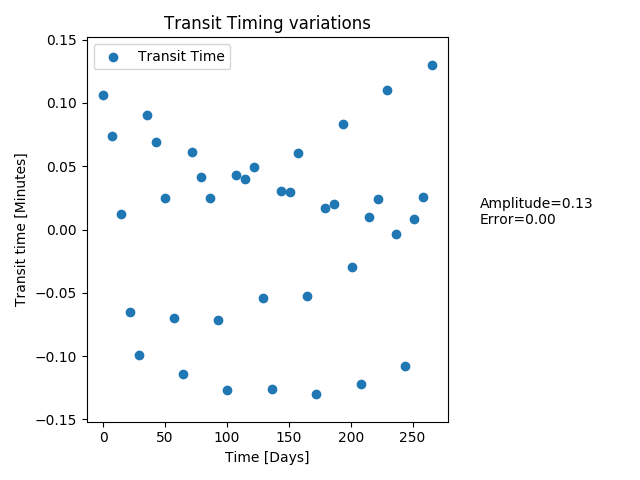 Transit Timing variations
Transit Time
Transit time [Minutes]
0.15
0.10
0.05
0.00
−0.05
−0.10
−0.15
0
50
100
150
200
250
Time [Days]
Amplitude=0.13
Error=0.00